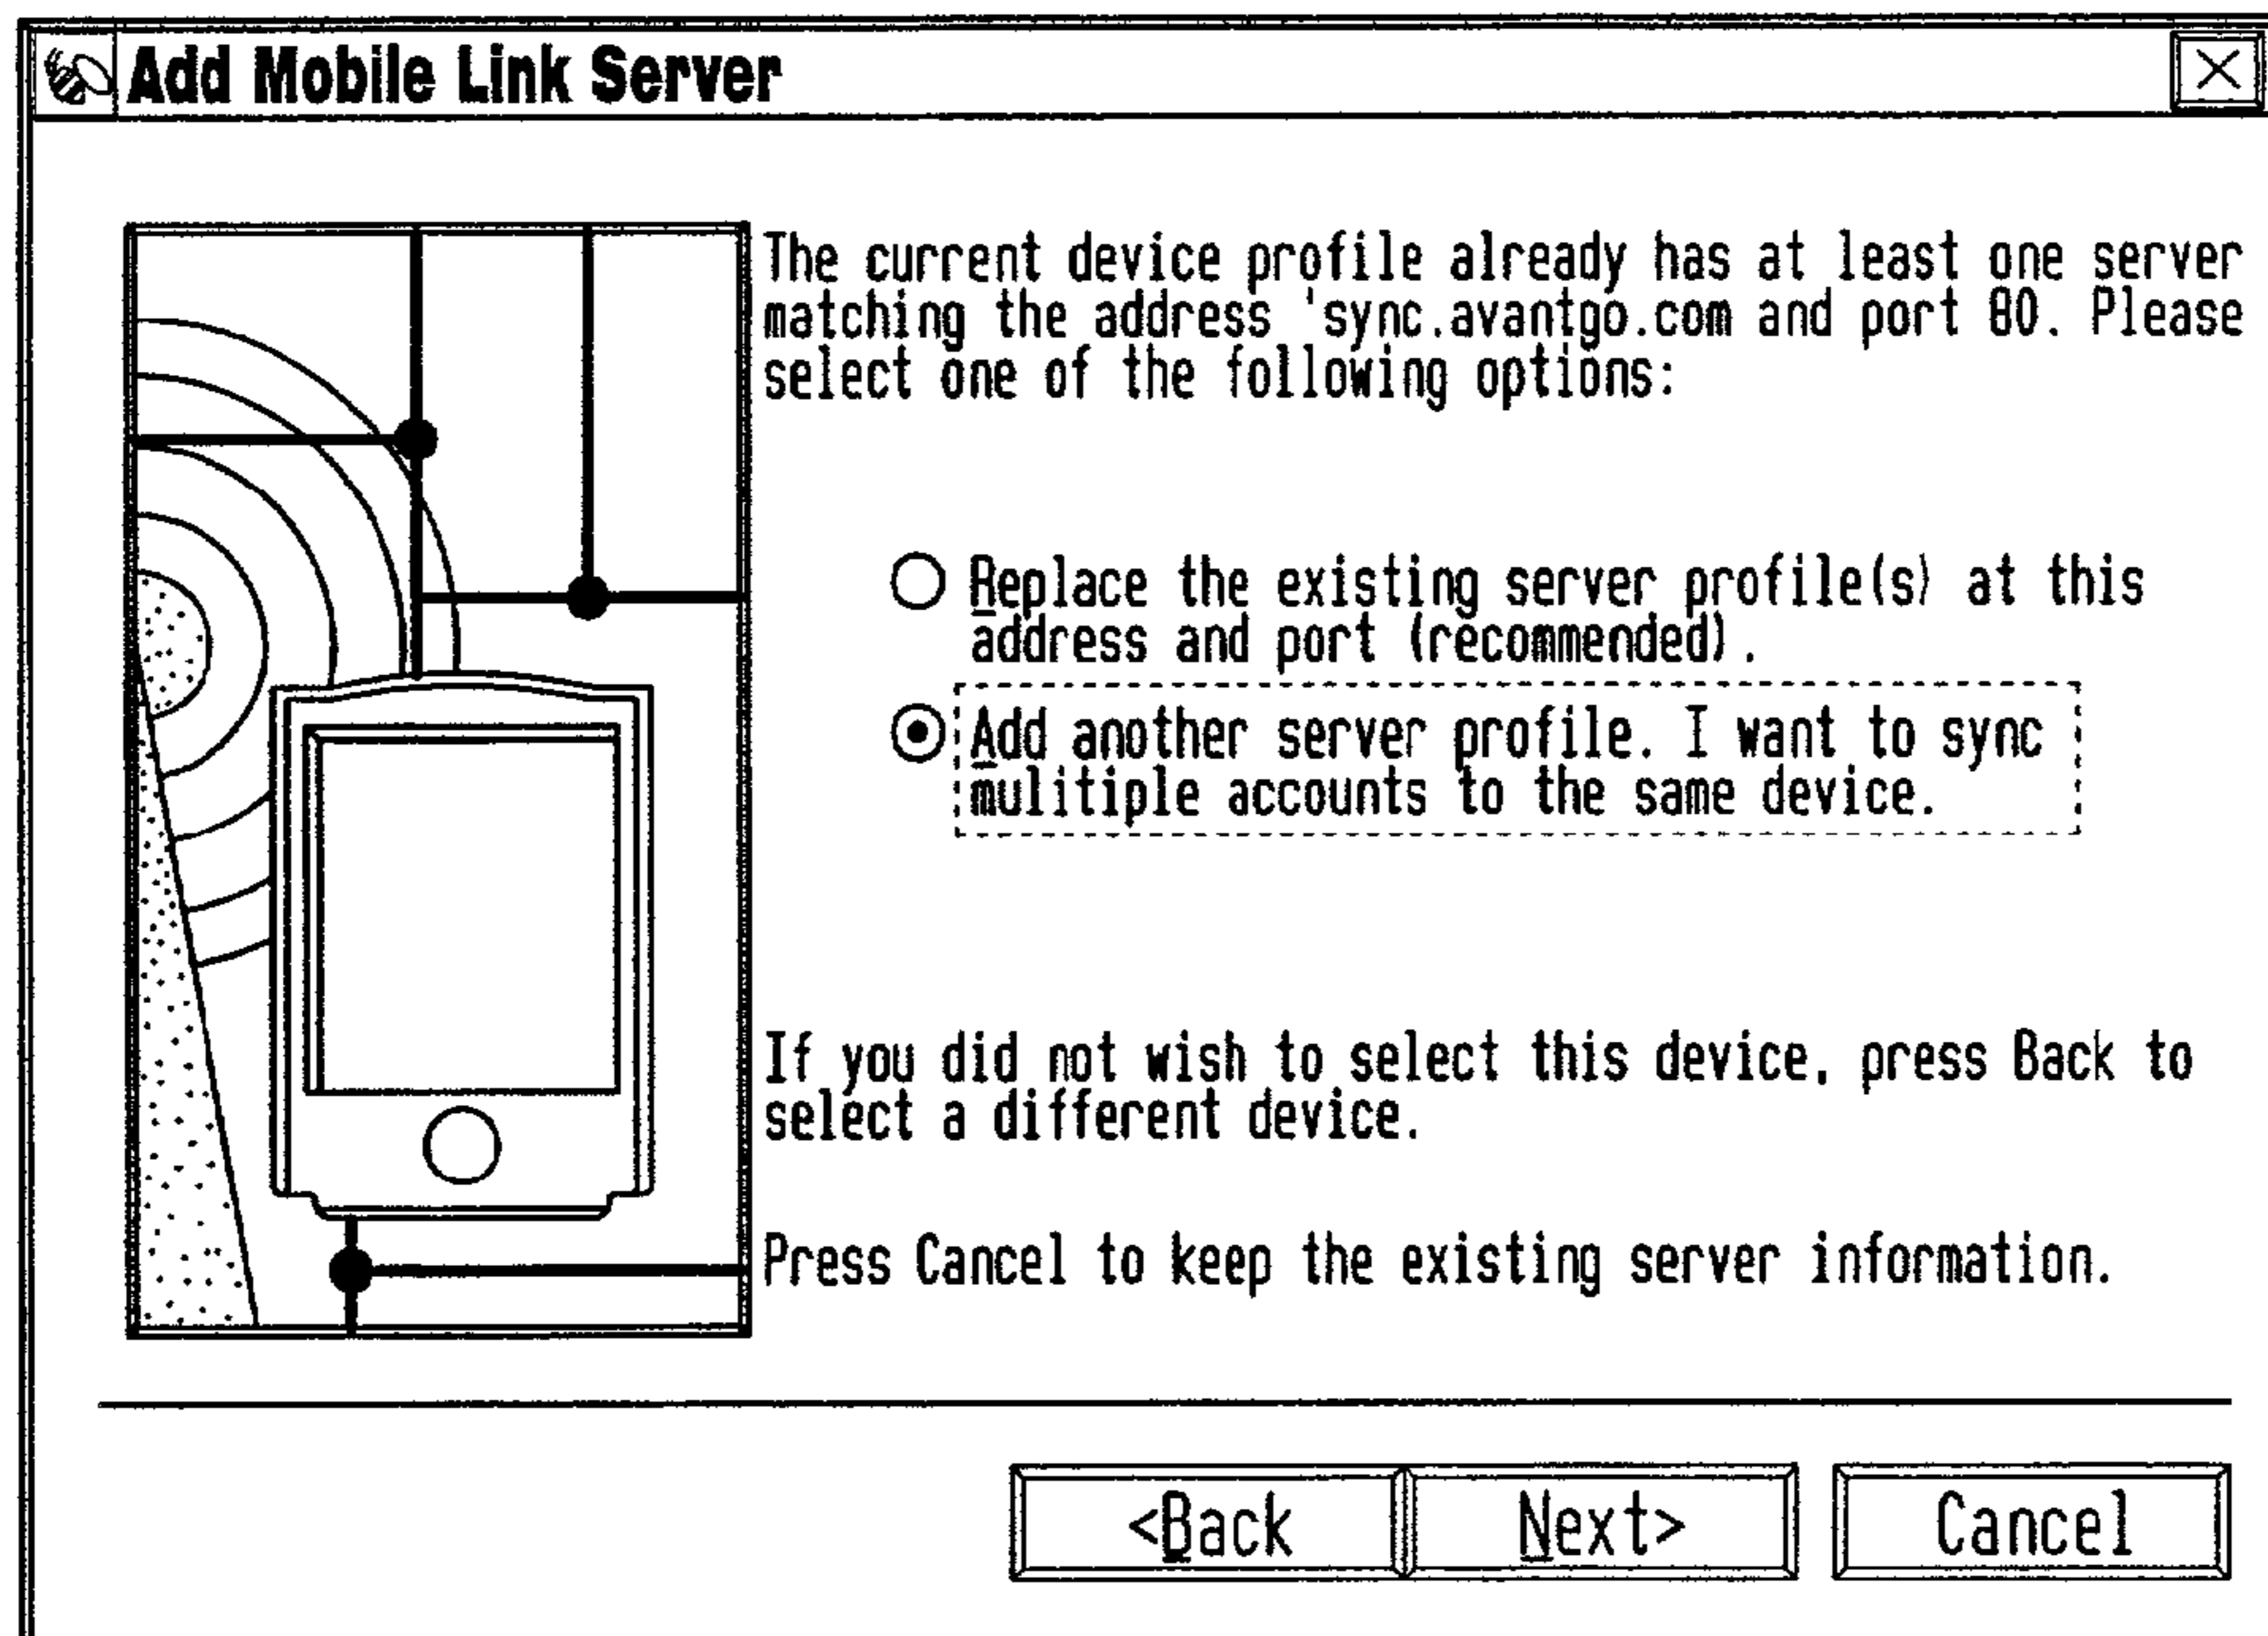 Add Mobile Link Server
The current device profile already has at least one server
matching the address 'sync.avantgo.com and port 80. Please
select one of the following options:
Replace the existing server profile(s) at this
address and port (recommended).
Add another server profile. I want to sync
mulitiple accounts to the same device.
If you did not wish to select this device, press Back to
select a different device.
Press Cancel to keep the existing server information.
<Back Next> Cancel